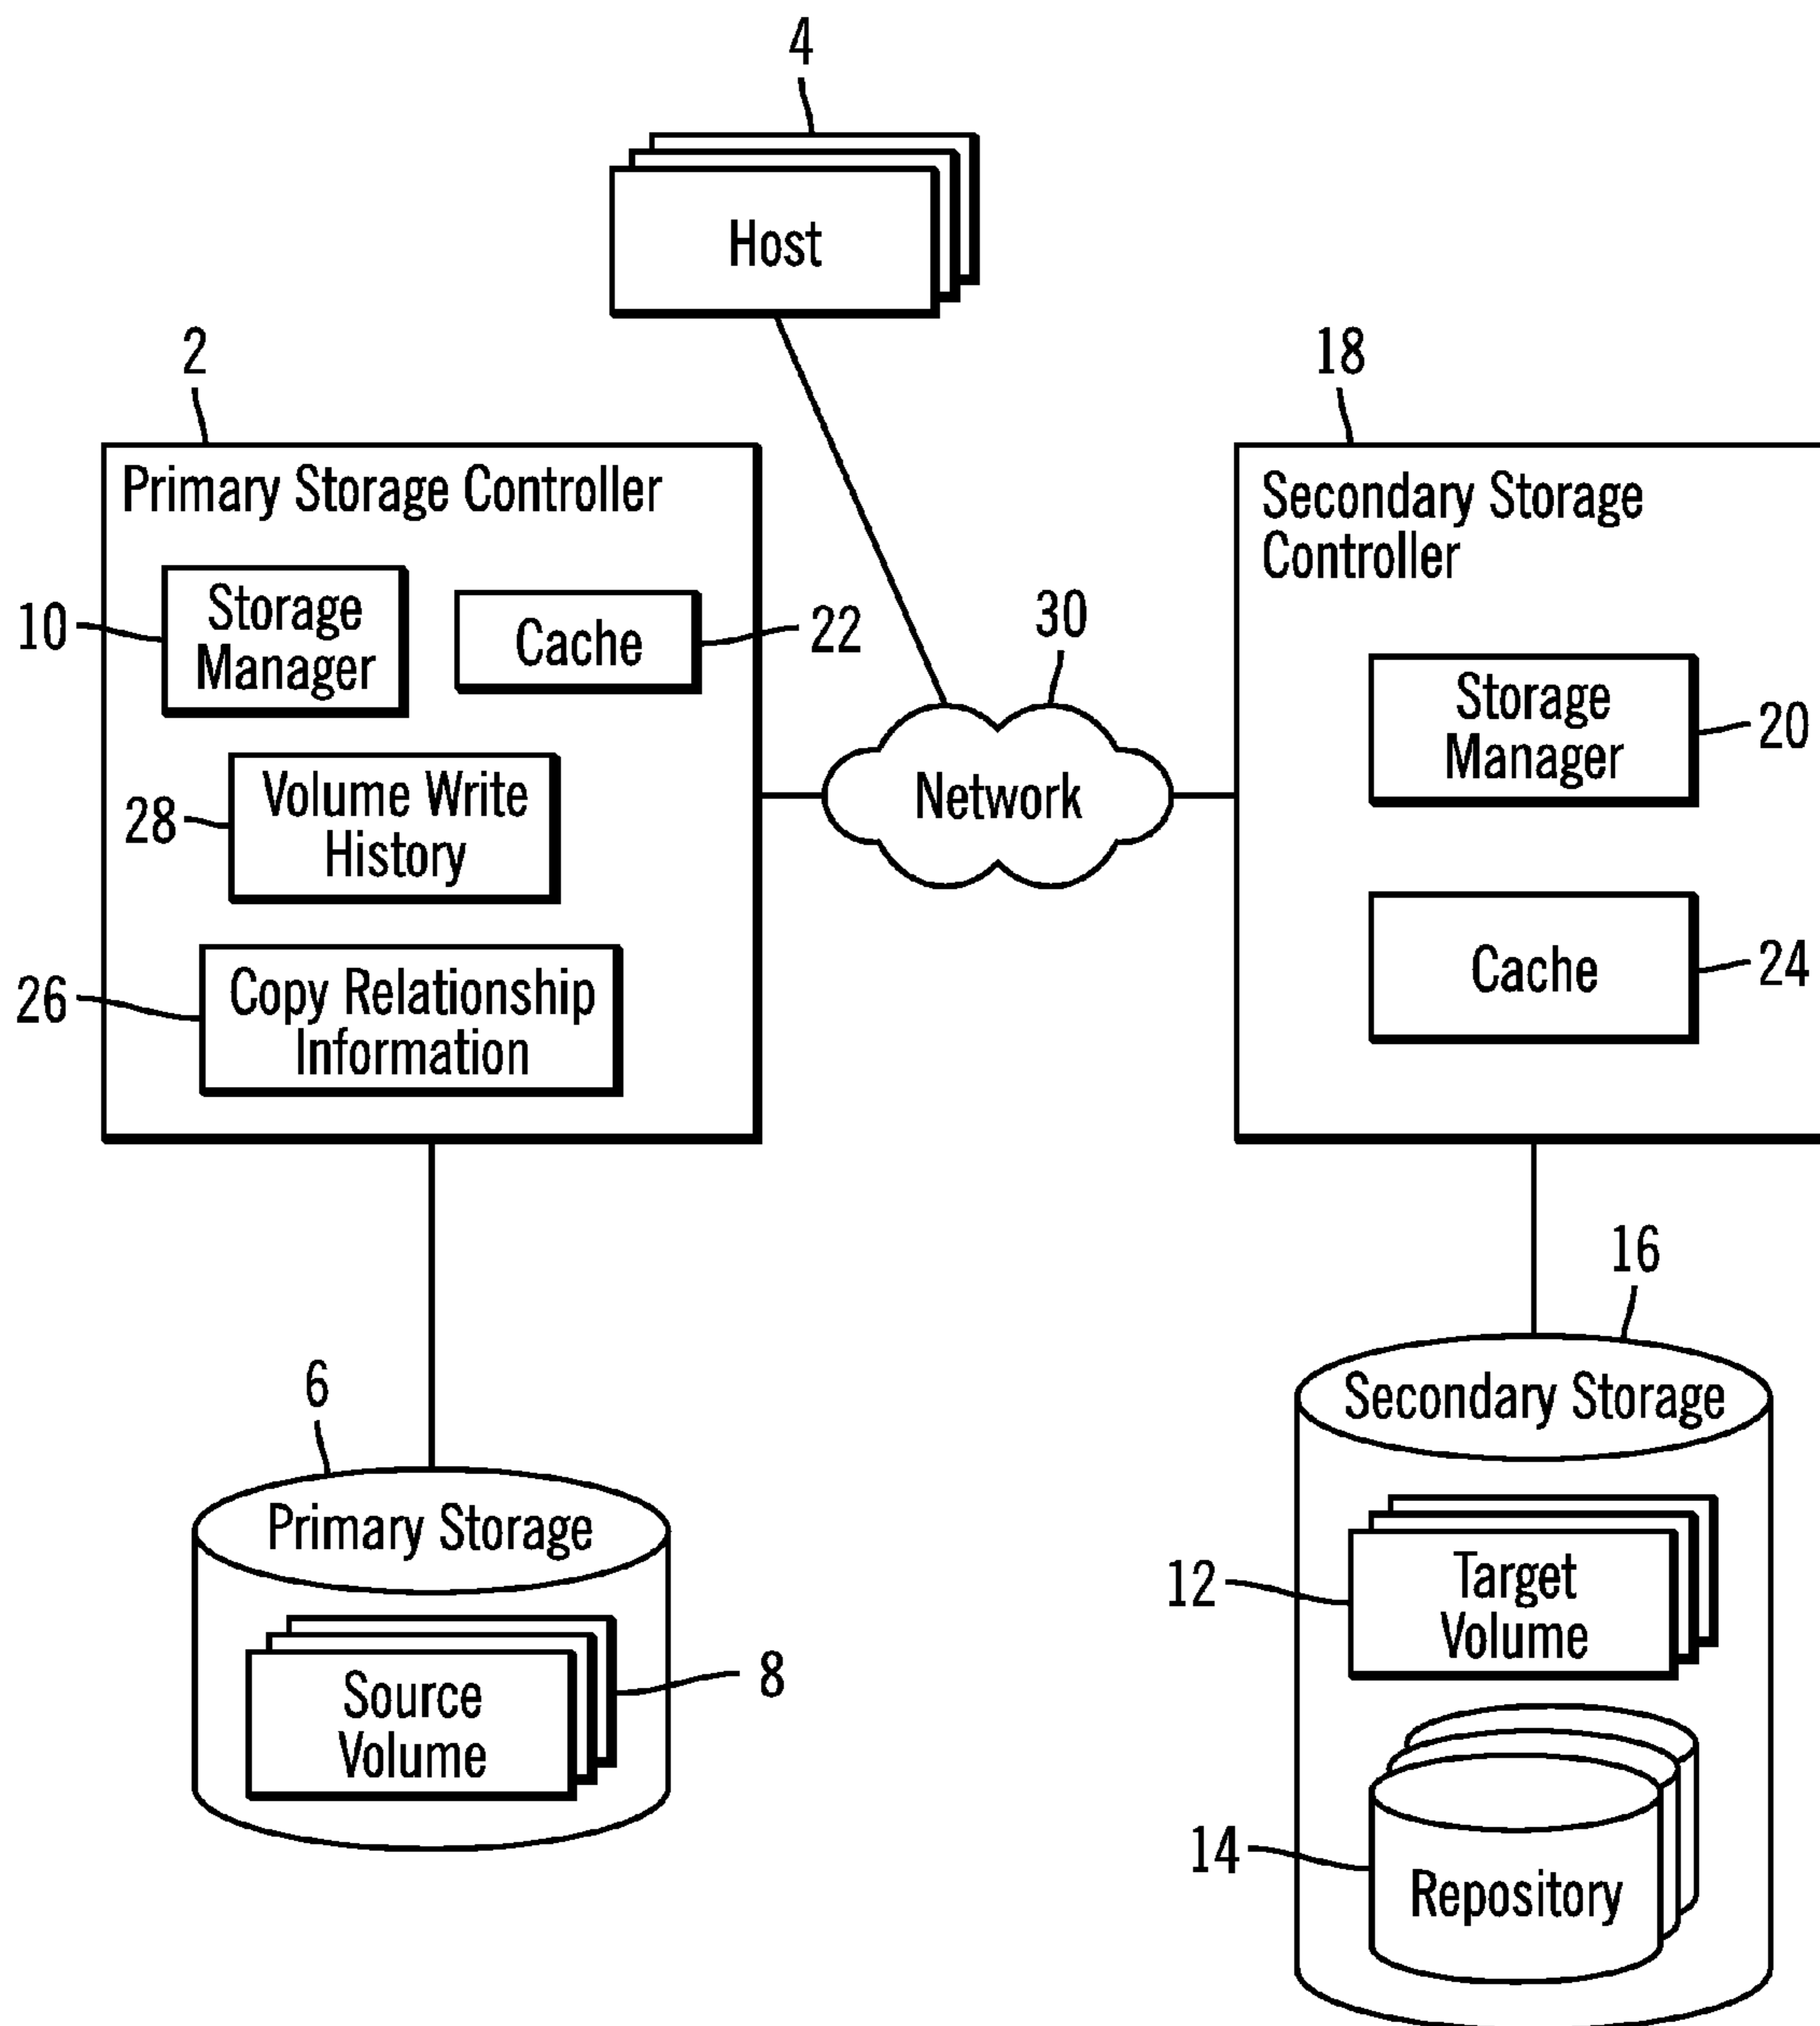 4
Host
2
Primary Storage Controller
10
Storage
Manager
Cache
22
28
Volume Write
History
26
Copy Relationship
Information
30
Network
18
Secondary Storage
Controller
Storage
Manager
20
Cache
24
6
Primary Storage
Source
Volume
8
16
Secondary Storage
12
Target
Volume
14
Repository